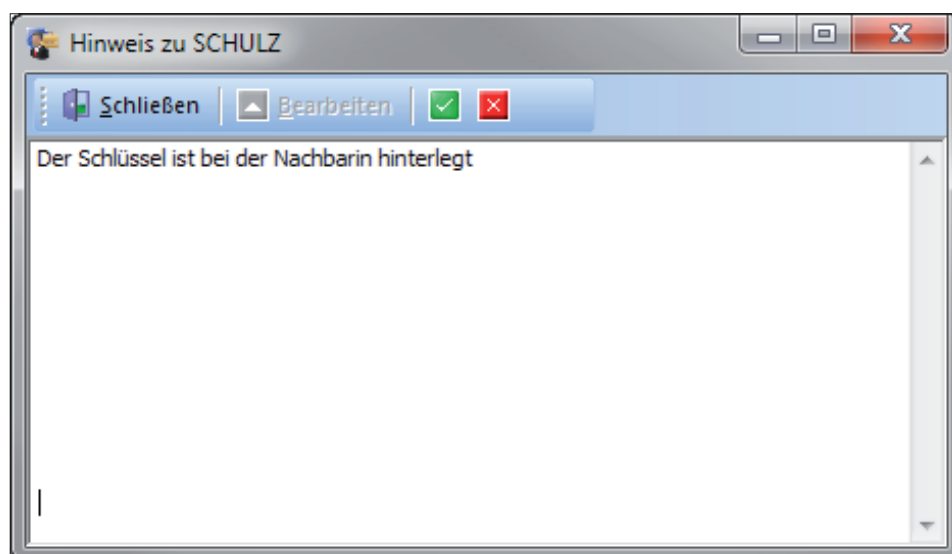 Hinweis zu SCHULZ
Schließen Bearbeiten
Der Schlüssel ist bei der Nachbarin hinterlegt